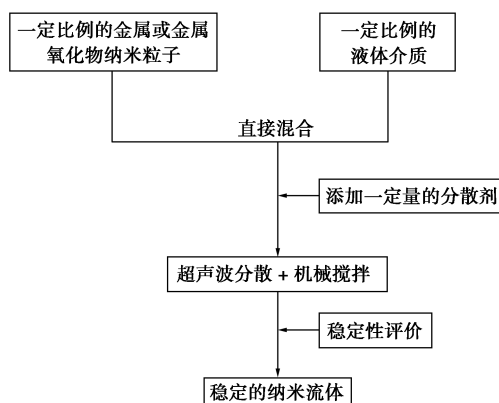 一定比例的金属或金属
氧化物纳米粒子
一定比例的
液体介质
直接混合
添加一定量的分散剂
超声波分散 + 机械搅拌
稳定性评价
稳定的纳米流体